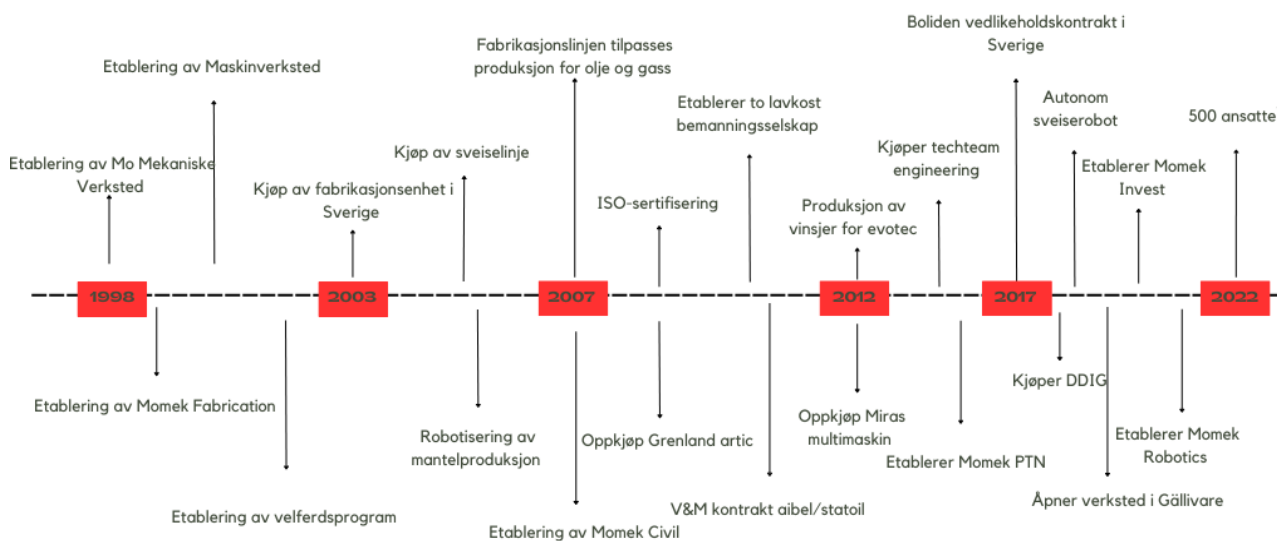 Boliden vedlikeholdskontrakt i
Sverige
Fabrikasjonslinjen tilpasses
produksjon for olje og gass
Etablering av Maskinverksted
Etablerer to lavkost
bemanningsselskap
Autonom
sveiserobot
500 ansatte
Kjøp av sveiselinje
Kjøper techteam
engineering
Etablering av Mo Mekaniske
Verksted
Etablerer Momek
Invest
Kjøp av fabrikasjonsenhet i
Sverige
ISO-sertifisering
Produksjon av
vinsjer for evotec
1998
2003
2007
2012
2017
2022
Kjøper DDIG
Etablering av Momek Fabrication
Oppkjøp Miras
multimaskin
Robotisering av
mantelproduksjon
Oppkjøp Grenland artic
Etablerer Momek
Robotics
Etablerer Momek PTN
Åpner verksted i Gällivare
V&M kontrakt aibel/statoil
Etablering av velferdsprogram
Etablering av Momek Civil